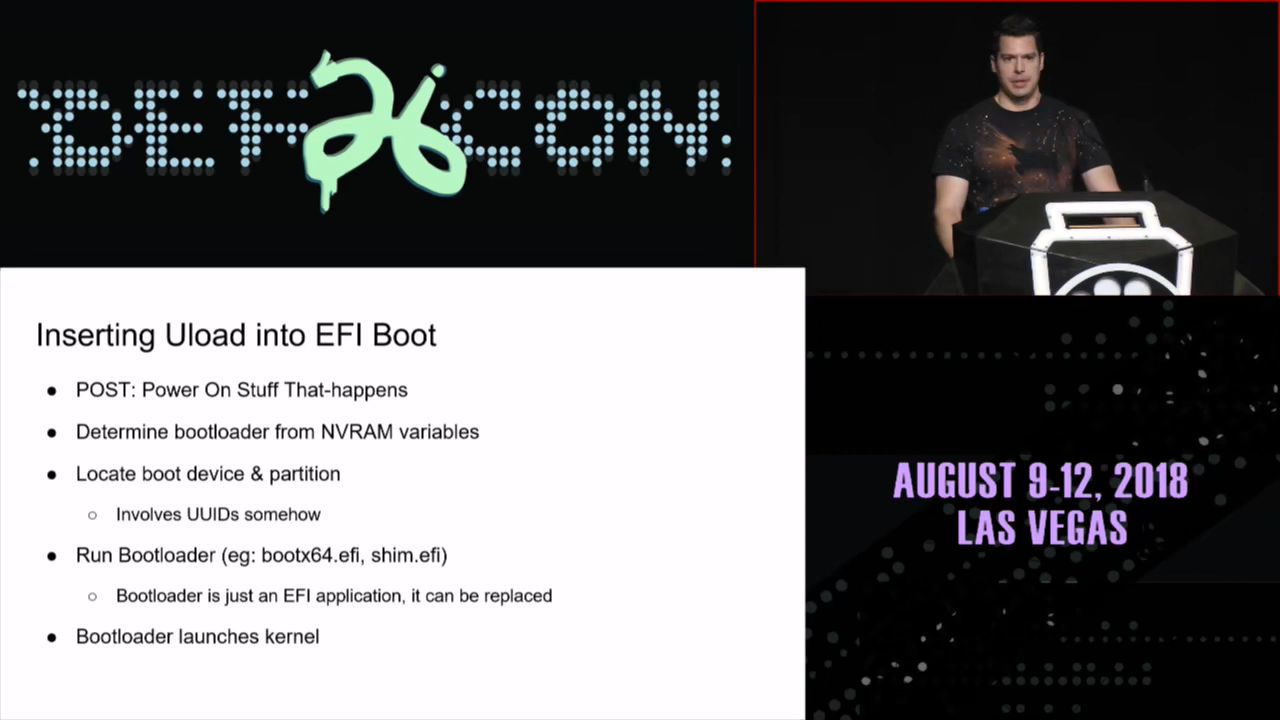 DEF 26 CON
Inserting Uload into EFI Boot
● POST: Power On Stuff That-happens
● Determine bootloader from NVRAM variables
● Locate boot device & partition
○ Involves UUIDs somehow
● Run Bootloader (eg: bootx64.efi, shim.efi)
○ Bootloader is just an EFI application, it can be replaced
● Bootloader launches kernel
AUGUST 9-12, 2018
LAS VEGAS